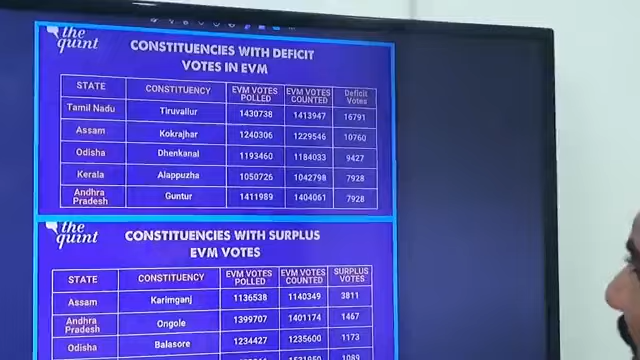 the
quint
CONSTITUENCIES WITH DEFICIT
VOTES IN EVM
STATE CONSTITUENCY EVM VOTES POLLED EVM VOTES COUNTED Deficit Votes
Tamil Nadu Tiruvallur 1430738 1413947 16791
Assam Kokrajhar 1240306 1229546 10760
Odisha Dhenkanal 1193460 1184033 9427
Kerala Alappuzha 1050726 1042798 7928
Andhra Pradesh Guntur 1411989 1404061 7928
the
quint
CONSTITUENCIES WITH SURPLUS
EVM VOTES
STATE CONSTITUENCY EVM VOTES POLLED EVM VOTES COUNTED SURPLUS VOTES
Assam Karimganj 1136538 1140349 3811
Andhra Pradesh Ongole 1399707 1401174 1467
Odisha Balasore 1234427 1235600 1173
1089